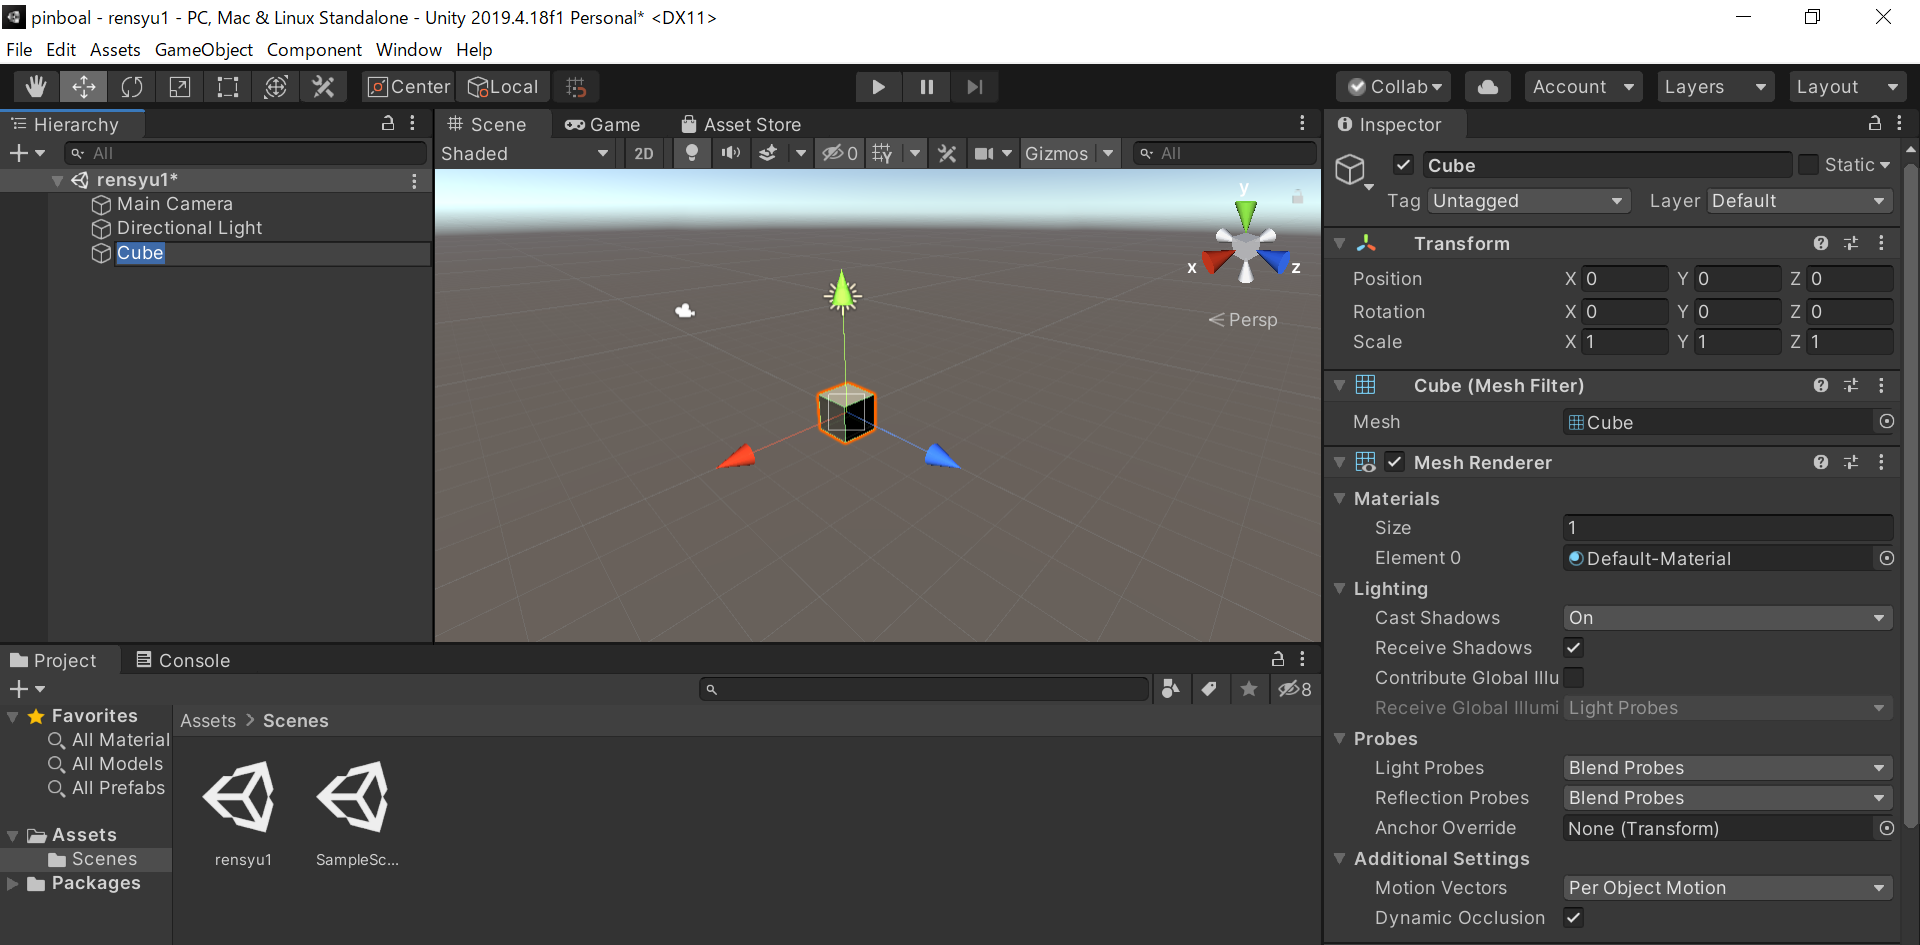 pinboal - rensyu1 - PC, Mac & Linux Standalone - Unity 2019.4.18f1 Personal* <DX11>
File Edit Assets GameObject Component Window Help
Center Local Collab Account Layers Layout
Hierarchy
All
rensyu1*
Main Camera
Directional Light
Cube
Scene Game Asset Store
Shaded 2D 0 Gizmos All
y
x z
Persp
Inspector
Cube Static
Tag Untagged Layer Default
Transform
Position X 0 Y 0 Z 0
Rotation X 0 Y 0 Z 0
Scale X 1 Y 1 Z 1
Cube (Mesh Filter)
Mesh Cube
Mesh Renderer
Materials
Size 1
Element 0 Default-Material
Lighting
Cast Shadows On
Receive Shadows
Contribute Global Illu
Receive Global Illumi Light Probes
Probes
Light Probes Blend Probes
Reflection Probes Blend Probes
Anchor Override None (Transform)
Additional Settings
Motion Vectors Per Object Motion
Dynamic Occlusion
Project Console
8
Favorites
All Material
All Models
All Prefabs
Assets
Scenes
Packages
Assets > Scenes
rensyu1 SampleSc...